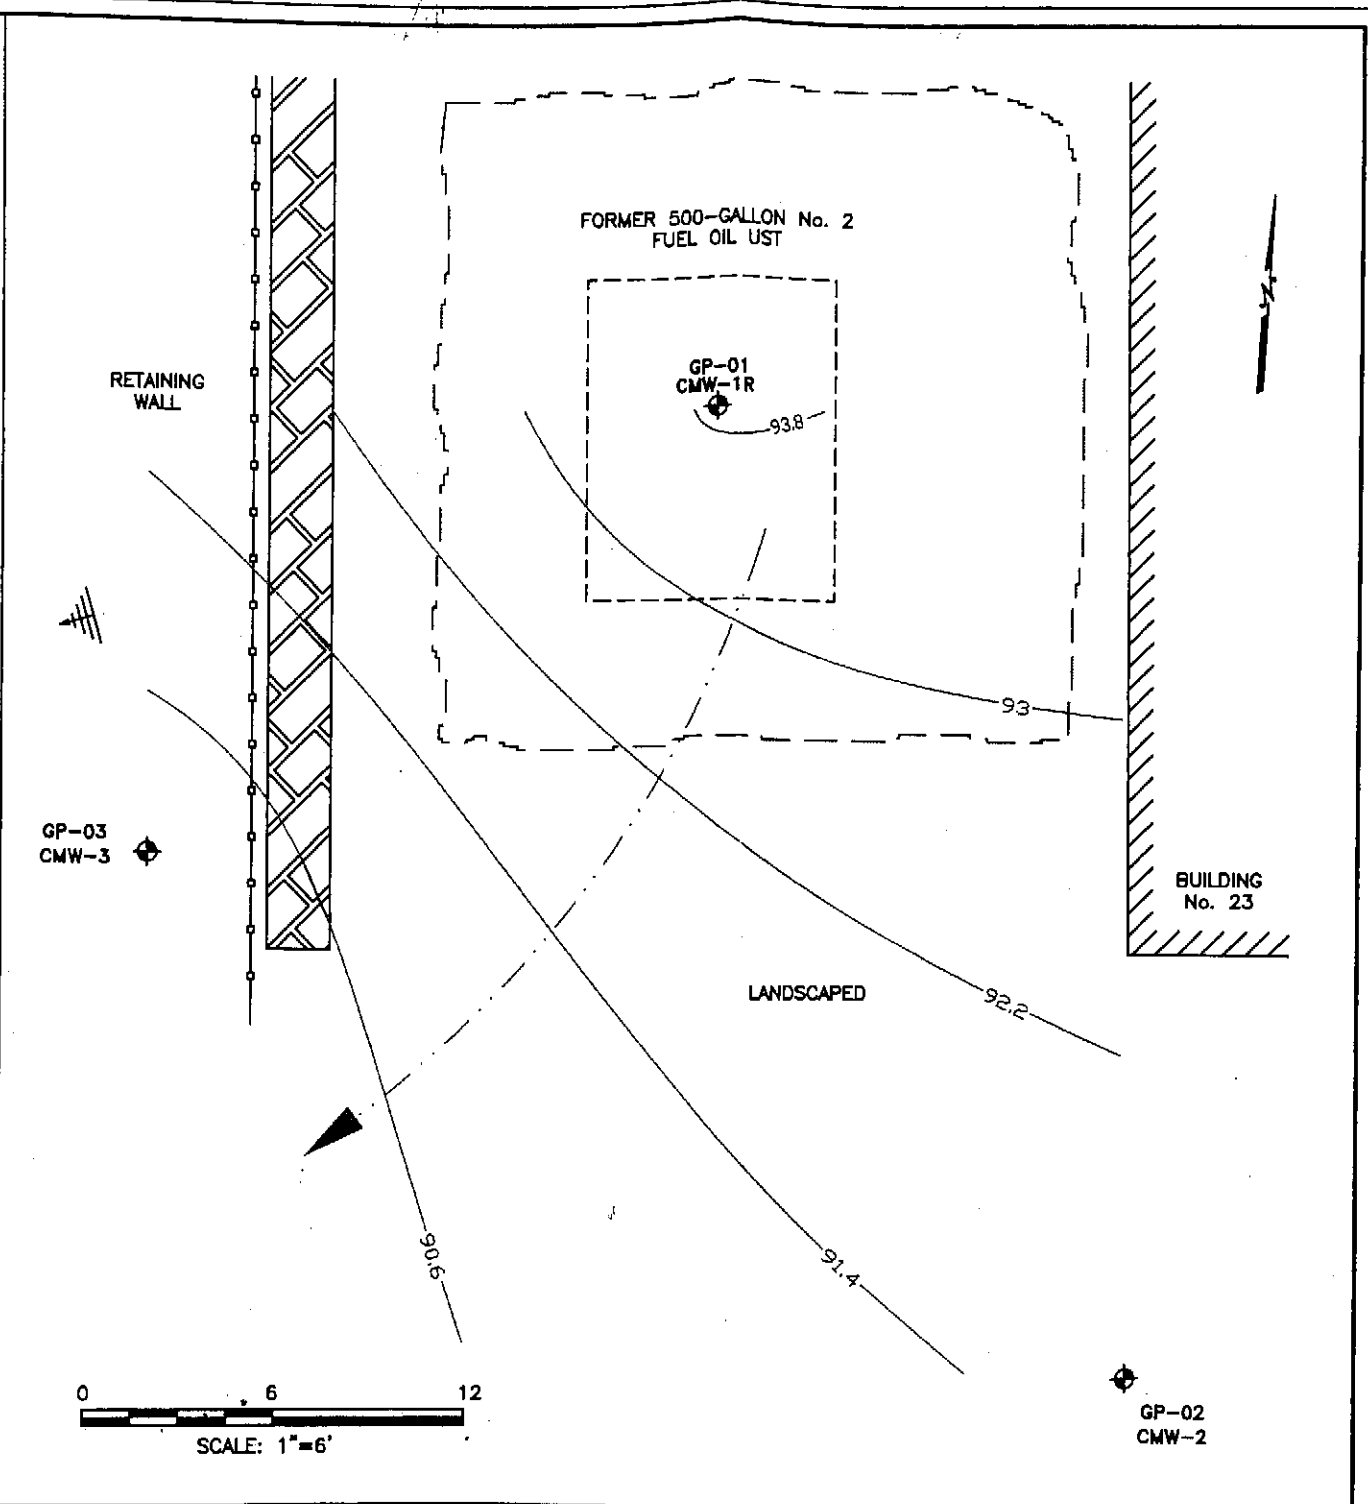 FORMER 500-GALLON No. 2
FUEL OIL UST
N
GP-01
CMW-1R
93.8
RETAINING
WALL
93
GP-03
CMW-3
BUILDING
No. 23
LANDSCAPED
92.2
90.6
91.4
0 6 12
SCALE: 1"=6'
GP-02
CMW-2